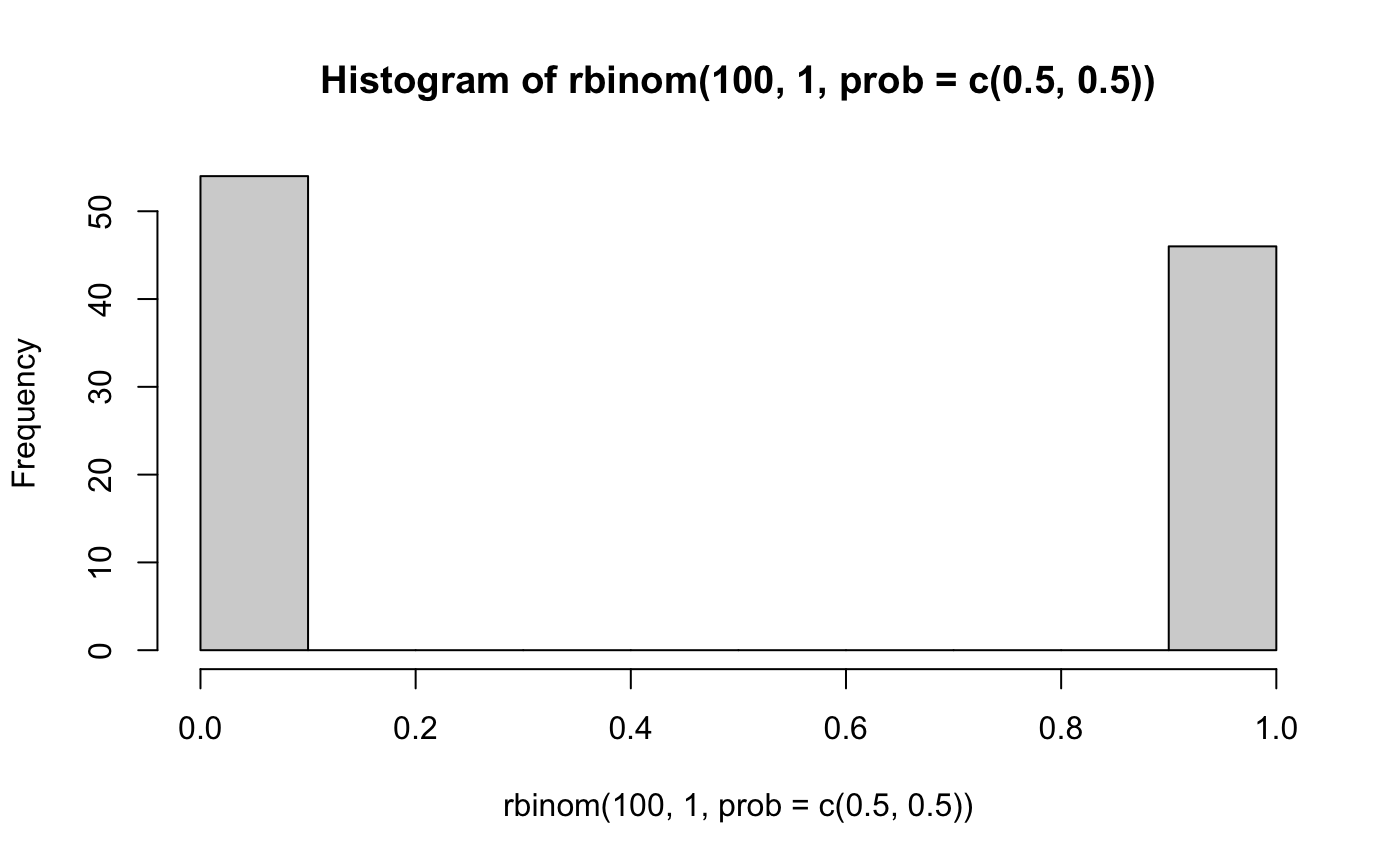 Histogram of rbinom(100, 1, prob = c(0.5, 0.5))
Frequency
50
40
30
20
10
0
0.0 0.2 0.4 0.6 0.8 1.0
rbinom(100, 1, prob = c(0.5, 0.5))